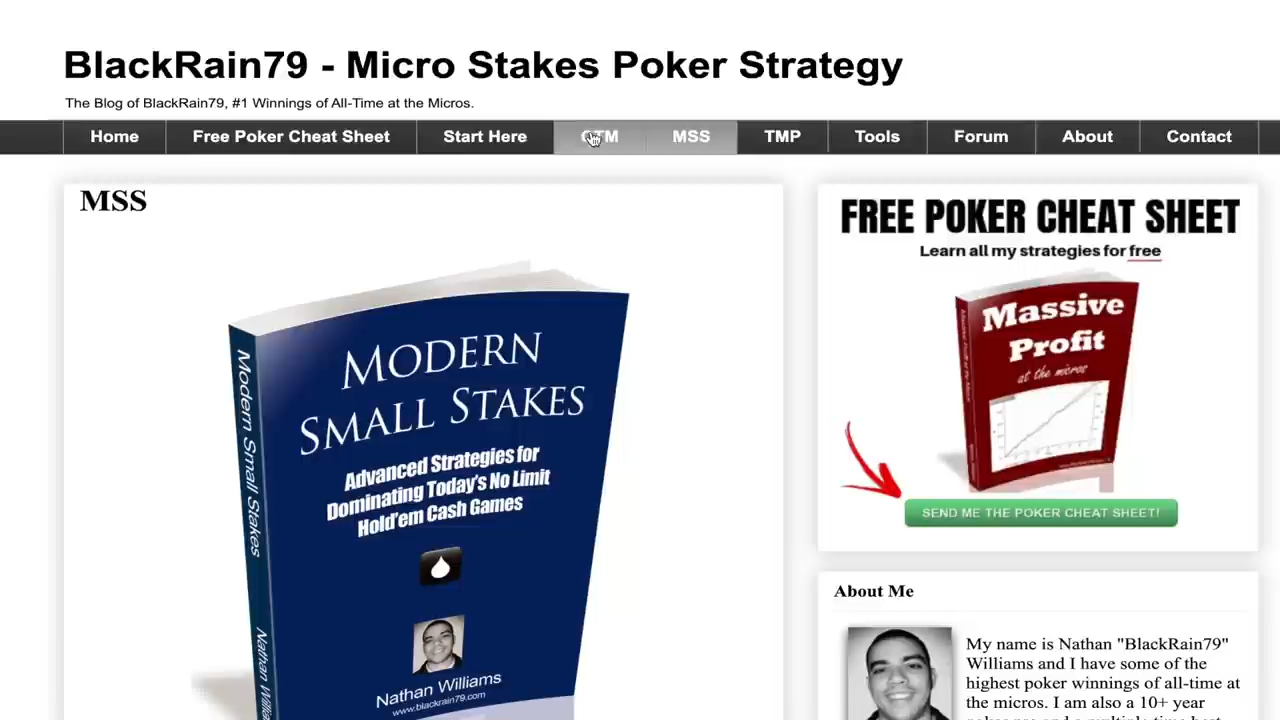 BlackRain79 - Micro Stakes Poker Strategy
The Blog of BlackRain79, #1 Winnings of All-Time at the Micros.
Home Free Poker Cheat Sheet Start Here MSS TMP Tools Forum About Contact
MSS
Modern
Small Stakes
Advanced Strategies for
Dominating Today's No Limit
Hold'em Cash Games
Nathan Williams
www.blackrain79.com
Modern Small Stakes
FREE POKER CHEAT SHEET
Learn all my strategies for free
Massive
Profit
at the micros
SEND ME THE POKER CHEAT SHEET!
About Me
My name is Nathan "BlackRain79"
Williams and I have some of the
highest poker winnings of all-time at
the micros. I am also a 10+ year